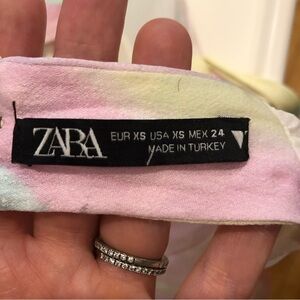 ZARA
EUR XS USA XS MEX 24
MADE IN TURKEY